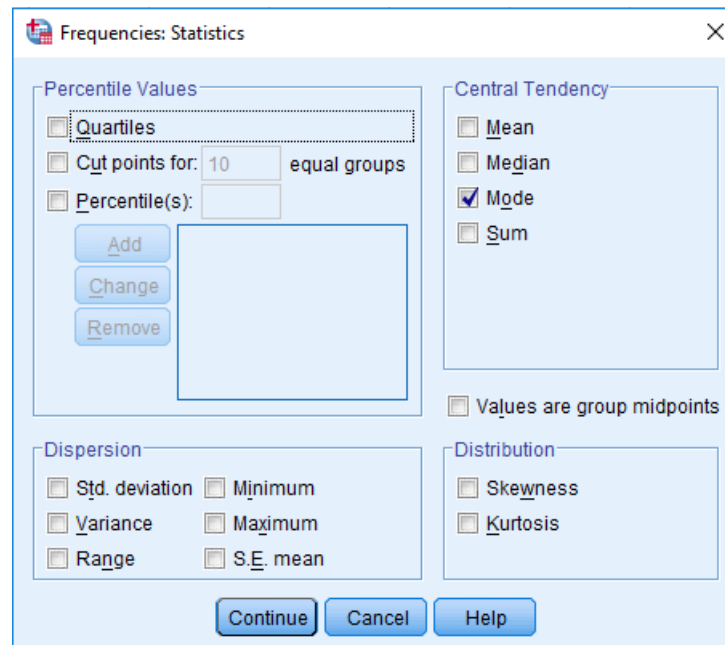 Frequencies: Statistics
Percentile Values
Quartiles
Cut points for: 10 equal groups
Percentile(s):
Add
Change
Remove
Central Tendency
Mean
Median
Mode
Sum
Values are group midpoints
Dispersion
Std. deviation Minimum
Variance Maximum
Range S.E. mean
Distribution
Skewness
Kurtosis
Continue Cancel Help